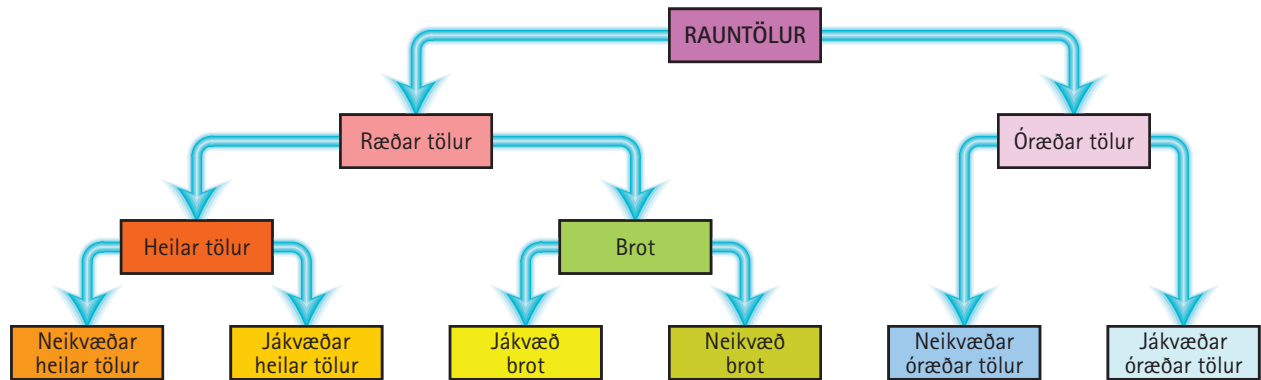 RAUNTÖLUR
Ræðar tölur
Óræðar tölur
Heilar tölur
Brot
Neikvæðar
heilar tölur
Jákvæðar
heilar tölur
Jákvæð
brot
Neikvæð
brot
Neikvæðar
óræðar tölur
Jákvæðar
óræðar tölur